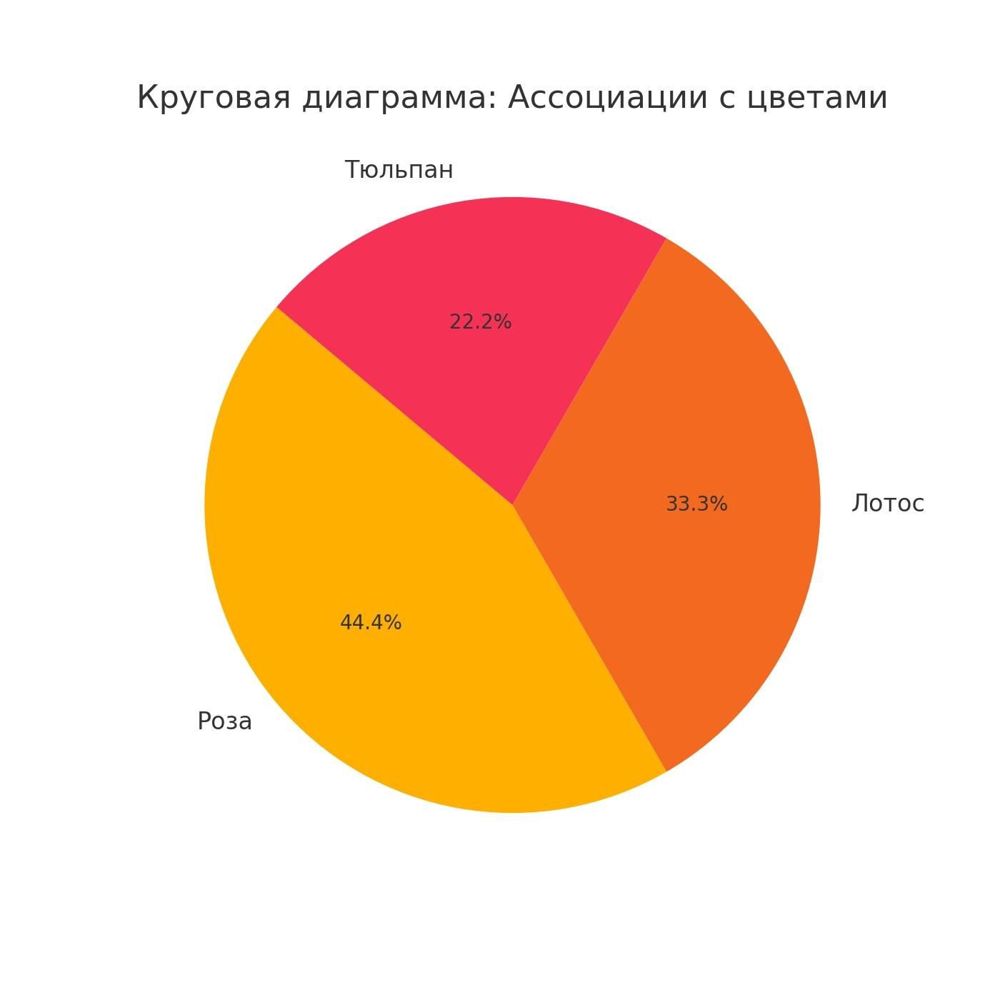 Круговая диаграмма: Ассоциации с цветами
Тюльпан
22.2%
33.3%
Лотос
44.4%
Роза